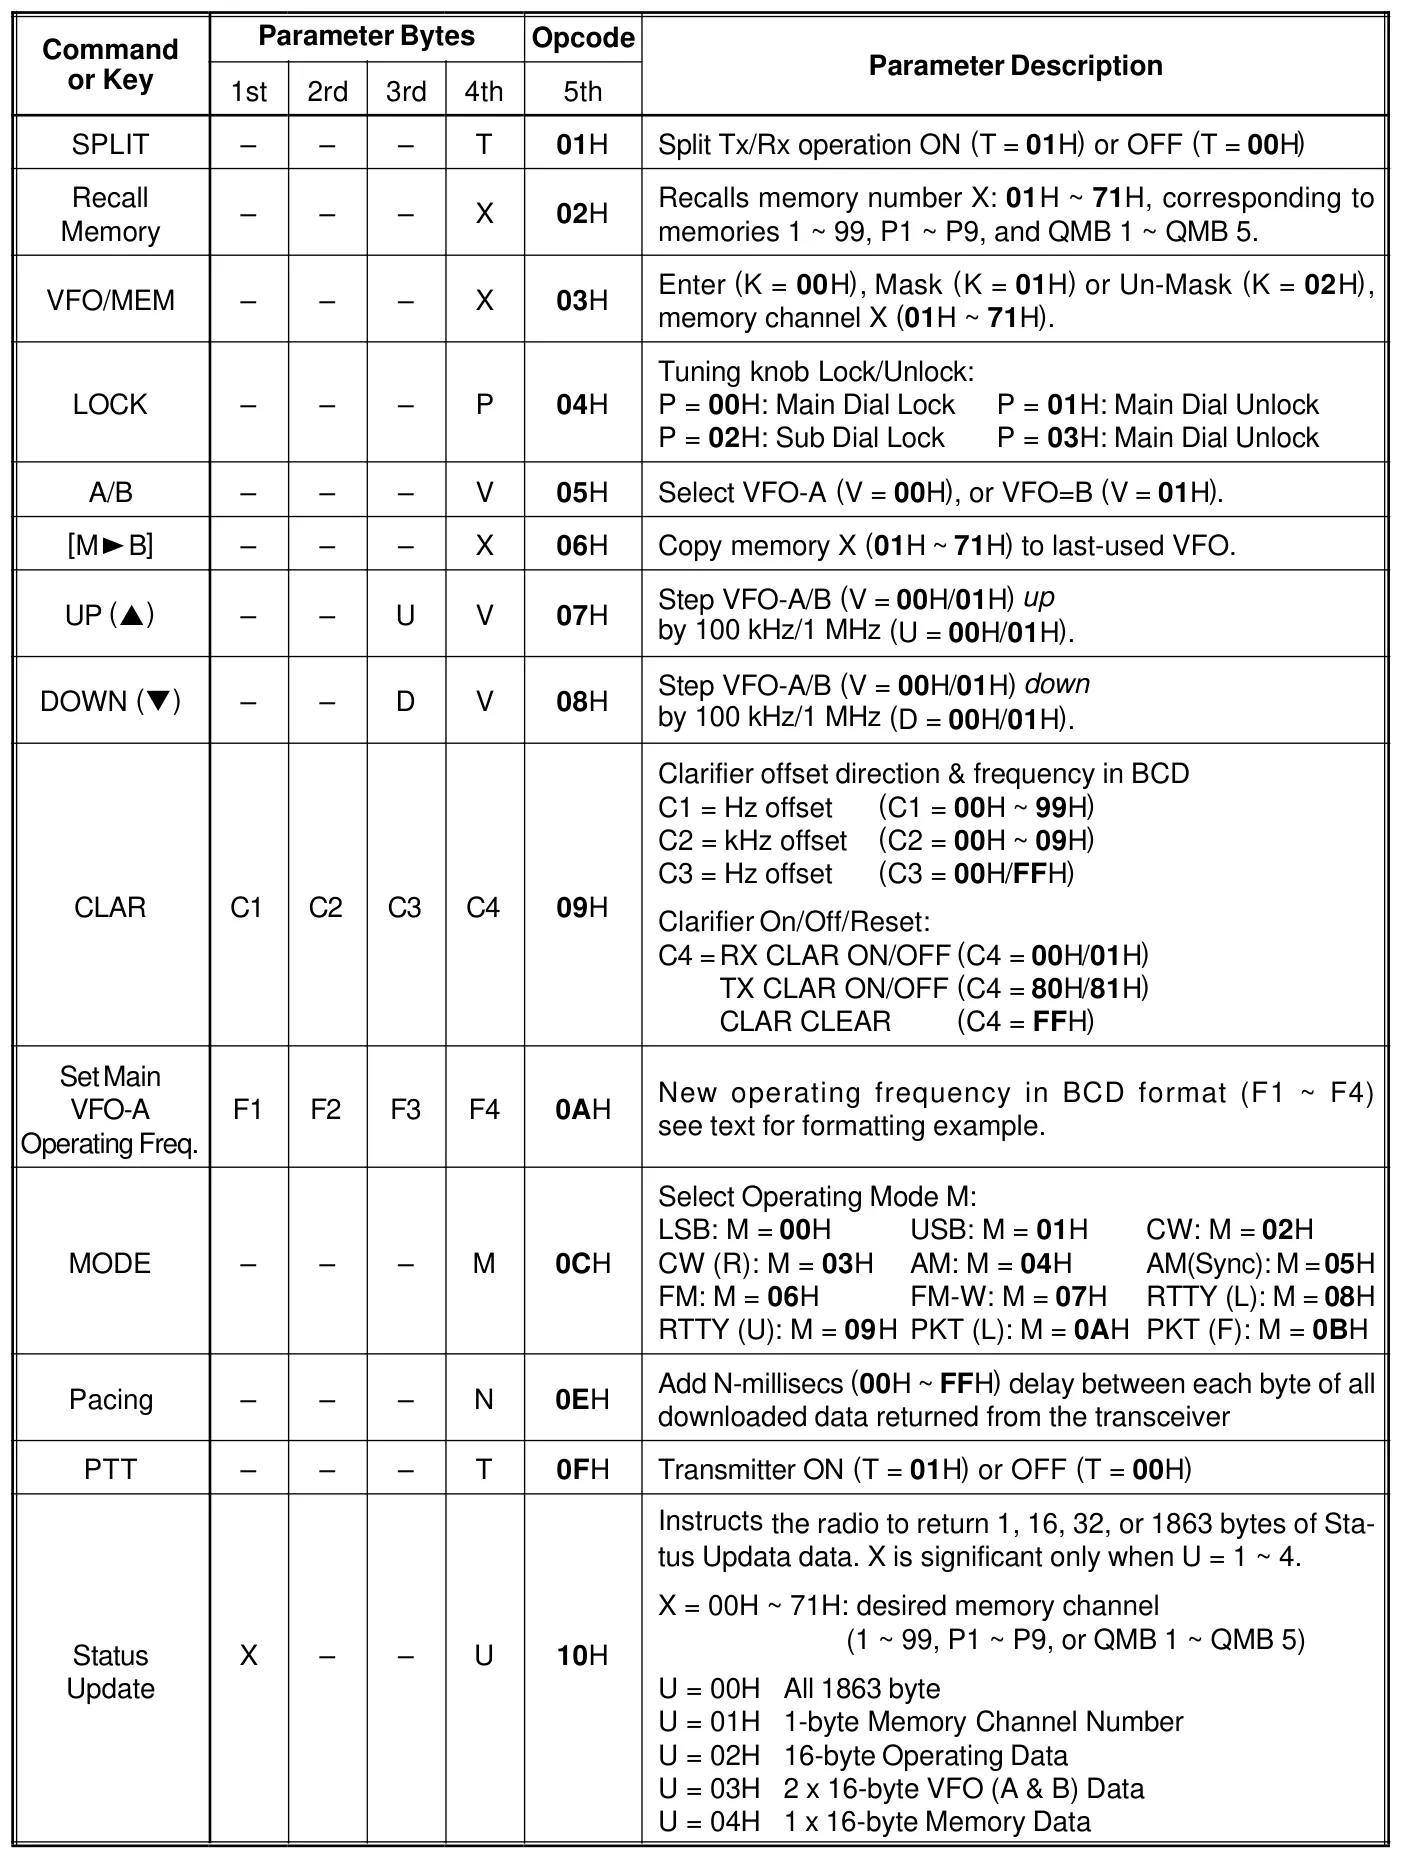 Command or Key | Parameter Bytes | Opcode | Parameter Description
1st | 2rd | 3rd | 4th | 5th
SPLIT – – – T 01H Split Tx/Rx operation ON (T = 01H) or OFF (T = 00H)
Recall
Memory
– – – X 02H
Recalls memory number X: 01H ~ 71H, corresponding to
memories 1 ~ 99, P1 ~ P9, and QMB 1 ~ QMB 5.
VFO/MEM – – – X 03H
Enter (K = 00H), Mask (K = 01H) or Un-Mask (K = 02H),
memory channel X (01H ~ 71H).
LOCK – – – P 04H
Tuning knob Lock/Unlock:
P = 00H: Main Dial Lock P = 01H: Main Dial Unlock
P = 02H: Sub Dial Lock P = 03H: Main Dial Unlock
A/B – – – V 05H Select VFO-A (V = 00H), or VFO=B (V = 01H).
[M►B] – – – X 06H Copy memory X (01H ~ 71H) to last-used VFO.
UP (▲) – – U V 07H
Step VFO-A/B (V = 00H/01H) up
by 100 kHz/1 MHz (U = 00H/01H).
DOWN (▼) – – D V 08H
Step VFO-A/B (V = 00H/01H) down
by 100 kHz/1 MHz (D = 00H/01H).
CLAR C1 C2 C3 C4 09H
Clarifier offset direction & frequency in BCD
C1 = Hz offset (C1 = 00H ~ 99H)
C2 = kHz offset (C2 = 00H ~ 09H)
C3 = Hz offset (C3 = 00H/FFH)
Clarifier On/Off/Reset:
C4 = RX CLAR ON/OFF (C4 = 00H/01H)
TX CLAR ON/OFF (C4 = 80H/81H)
CLAR CLEAR (C4 = FFH)
Set Main
VFO-A
Operating Freq.
F1 F2 F3 F4 0AH
New operating frequency in BCD format (F1 ~ F4)
see text for formatting example.
MODE – – – M 0CH
Select Operating Mode M:
LSB: M = 00H USB: M = 01H CW: M = 02H
CW (R): M = 03H AM: M = 04H AM(Sync): M = 05H
FM: M = 06H FM-W: M = 07H RTTY (L): M = 08H
RTTY (U): M = 09H PKT (L): M = 0AH PKT (F): M = 0BH
Pacing – – – N 0EH
Add N-millisecs (00H ~ FFH) delay between each byte of all
downloaded data returned from the transceiver
PTT – – – T 0FH Transmitter ON (T = 01H) or OFF (T = 00H)
Status
Update
X – – U 10H
Instructs the radio to return 1, 16, 32, or 1863 bytes of Sta-
tus Updata data. X is significant only when U = 1 ~ 4.
X = 00H ~ 71H: desired memory channel
(1 ~ 99, P1 ~ P9, or QMB 1 ~ QMB 5)
U = 00H All 1863 byte
U = 01H 1-byte Memory Channel Number
U = 02H 16-byte Operating Data
U = 03H 2 x 16-byte VFO (A & B) Data
U = 04H 1 x 16-byte Memory Data